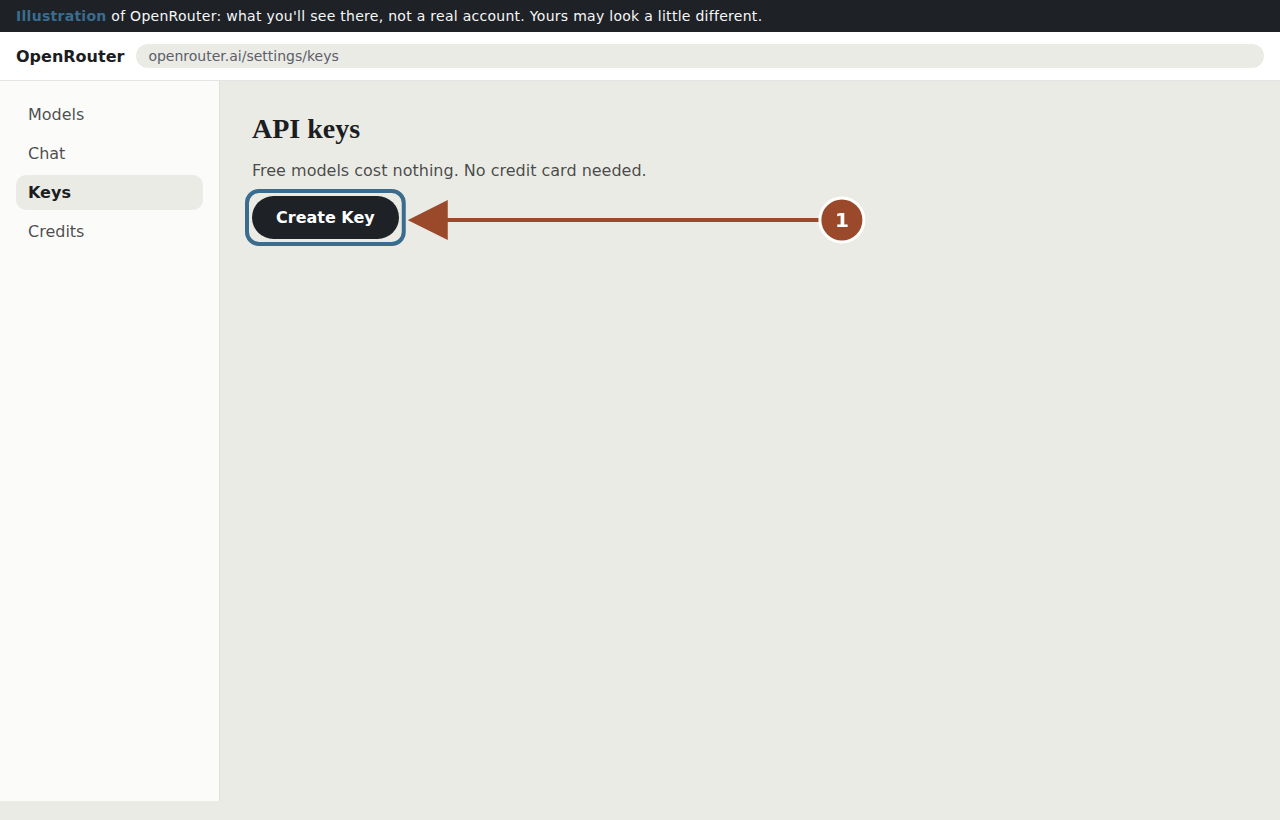 Illustration of OpenRouter: what you'll see there, not a real account. Yours may look a little different.
OpenRouter
openrouter.ai/settings/keys
Models
Chat
Keys
Credits
API keys
Free models cost nothing. No credit card needed.
Create Key
1